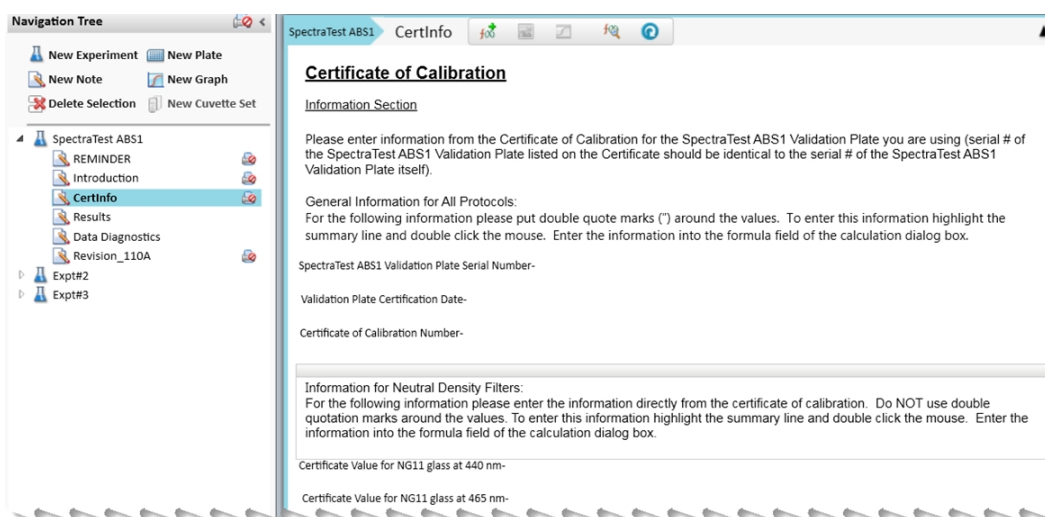 Navigation Tree
New Experiment New Plate
New Note New Graph
Delete Selection New Cuvette Set
SpectraTest ABS1
REMINDER
Introduction
CertInfo
Results
Data Diagnostics
Revision_110A
Expt#2
Expt#3
SpectraTest ABS1 CertInfo
Certificate of Calibration
Information Section
Please enter information from the Certificate of Calibration for the SpectraTest ABS1 Validation Plate you are using (serial # of
the SpectraTest ABS1 Validation Plate listed on the Certificate should be identical to the serial # of the SpectraTest ABS1
Validation Plate itself).
General Information for All Protocols:
For the following information please put double quote marks (") around the values. To enter this information highlight the
summary line and double click the mouse. Enter the information into the formula field of the calculation dialog box.
SpectraTest ABS1 Validation Plate Serial Number-
Validation Plate Certification Date-
Certificate of Calibration Number-
Information for Neutral Density Filters:
For the following information please enter the information directly from the certificate of calibration. Do NOT use double
quotation marks around the values. To enter this information highlight the summary line and double click the mouse. Enter the
information into the formula field of the calculation dialog box.
Certificate Value for NG11 glass at 440 nm-
Certificate Value for NG11 glass at 465 nm-